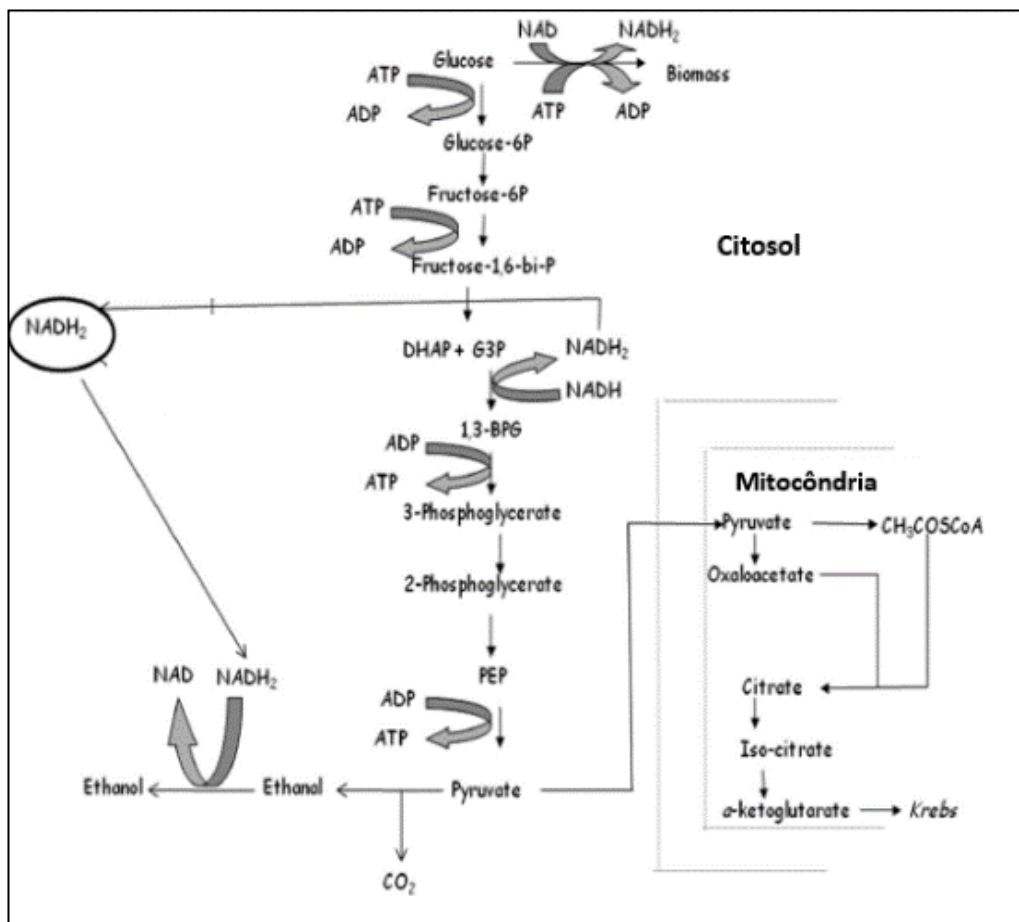 NAD NADH₂
Glucose
Biomass
ATP
ATP ADP
ADP
Glucose-6P
Fructose-6P
ATP
ADP
Citosol
Fructose-1,6-bi-P
NADH₂
DHAP + G3P NADH₂
NADH
1,3-BPG
ADP
ATP
Mitocôndria
3-Phosphoglycerate
Pyruvate CH₃COSCoA
Oxaloacetate
2-Phosphoglycerate
NAD NADH₂
PEP
Citrate
ADP
ATP
Iso-citrate
Ethanol Ethanal Pyruvate
α-ketoglutarate Krebs
CO₂